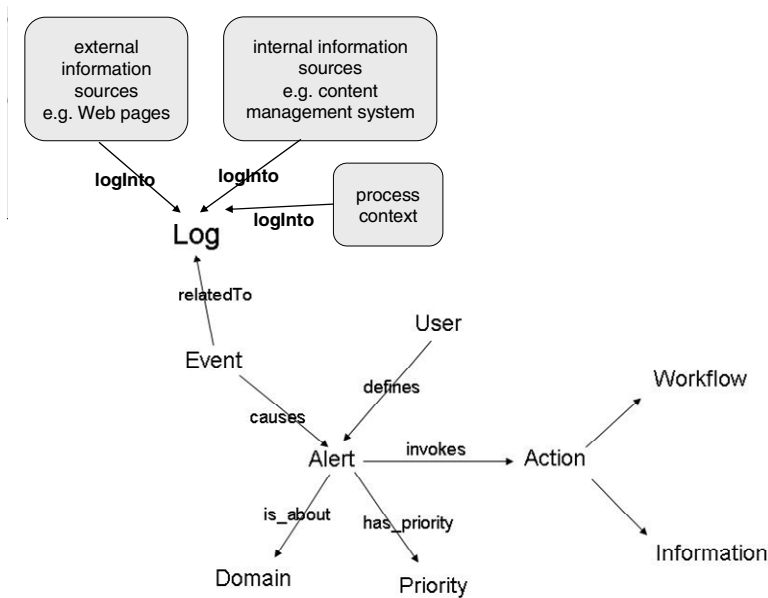 external
information
sources
e.g. Web pages
internal information
sources
e.g. content
management system
logInto
logInto
process
context
logInto
Log
relatedTo
User
Event
Workflow
defines
causes
invokes
Alert
Action
is_about
has_priority
Information
Domain
Priority